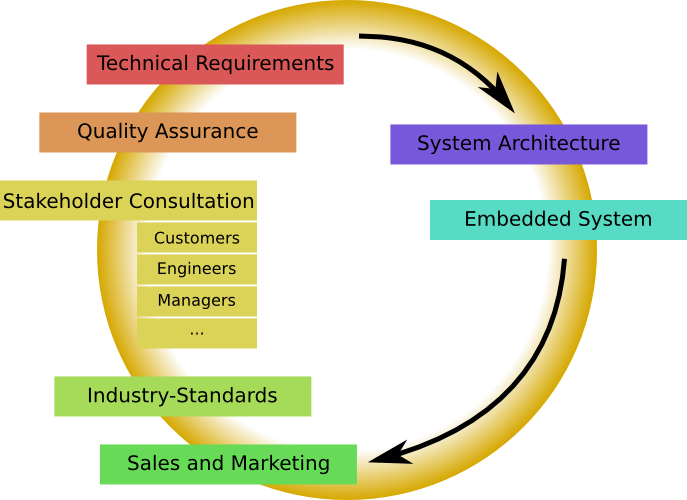 Technical Requirements
Quality Assurance
System Architecture
Stakeholder Consultation
Embedded System
Customers
Engineers
Managers
...
Industry-Standards
Sales and Marketing